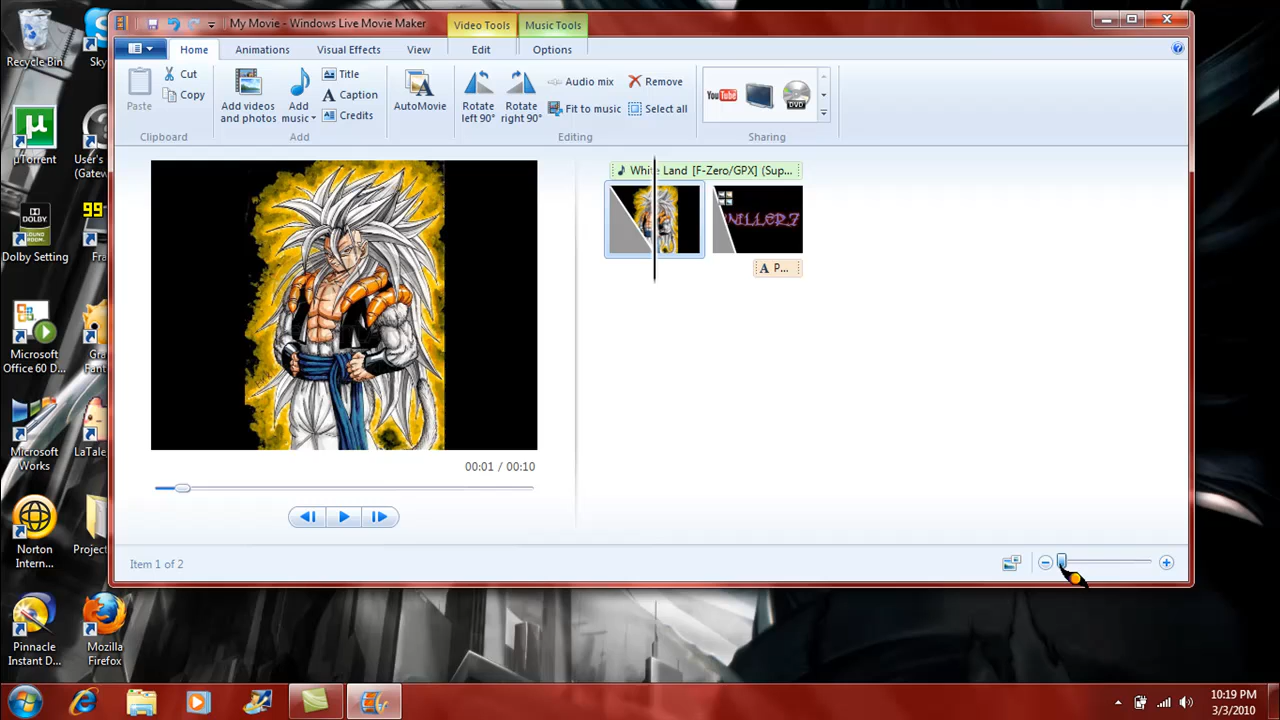 My Movie - Windows Live Movie Maker
Video Tools
Music Tools
Home
Animations
Visual Effects
View
Edit
Options
Paste
Cut
Copy
Clipboard
Add videos
and photos
Add
music
Title
Caption
Credits
Add
AutoMovie
Rotate
left 90°
Rotate
right 90°
Audio mix
Fit to music
Remove
Select all
Editing
YouTube
DVD
Sharing
White Land [F-Zero/GPX] (Sup...
A P...
00:01 / 00:10
Item 1 of 2
Recycle Bin
Sky
µTorrent
User's
(Gatew
DOLBY
Dolby Setting
99
Fra
Microsoft
Office 60 D...
Gra
Fant
Microsoft
Works
LaTale
Norton
Intern...
Project
Pinnacle
Instant D...
Mozilla
Firefox
10:19 PM
3/3/2010